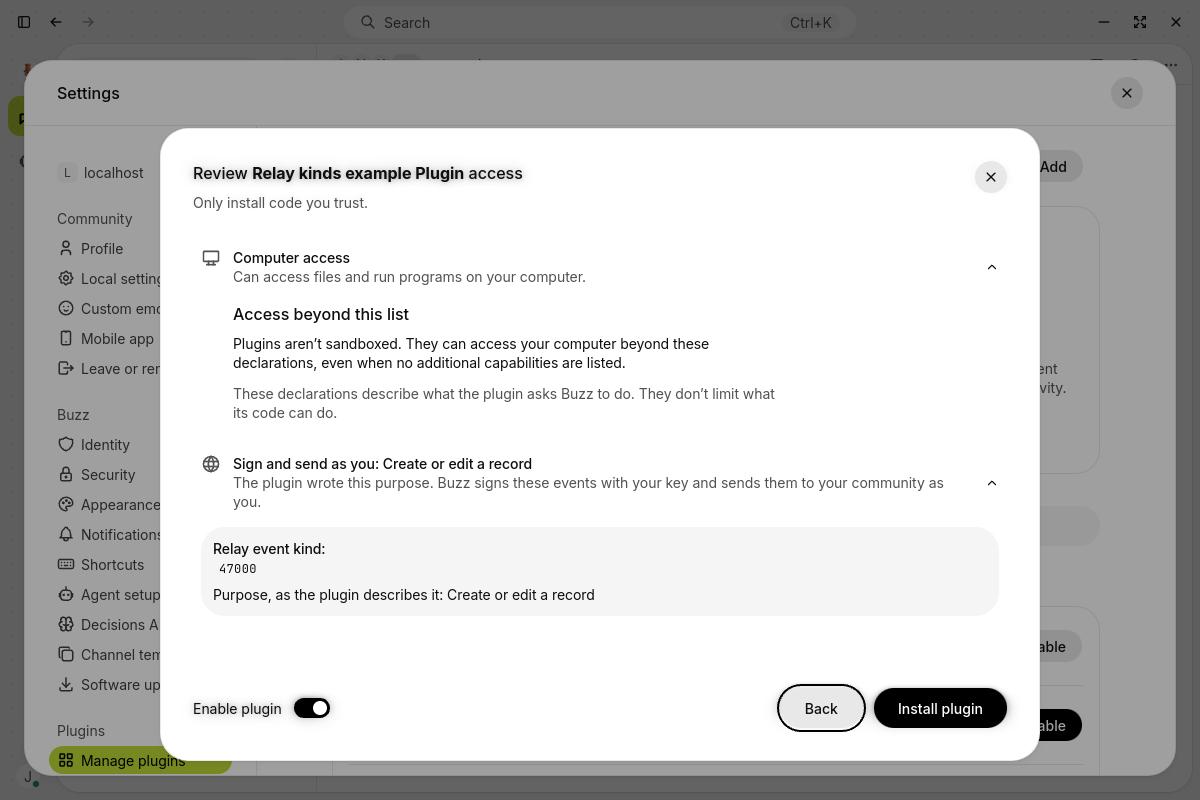 Search
Ctrl+K
Settings
Add
L localhost
Community
Profile
Local setting
Custom emo
Mobile app
Leave or rer
Buzz
Identity
Security
Appearance
Notifications
Shortcuts
Agent setup
Decisions A
Channel tem
Software up
Plugins
Manage plugins
J
Review Relay kinds example Plugin access
Only install code you trust.
Computer access
Can access files and run programs on your computer.
Access beyond this list
Plugins aren’t sandboxed. They can access your computer beyond these
declarations, even when no additional capabilities are listed.
These declarations describe what the plugin asks Buzz to do. They don’t limit what
its code can do.
Sign and send as you: Create or edit a record
The plugin wrote this purpose. Buzz signs these events with your key and sends them to your community as
you.
Relay event kind:
47000
Purpose, as the plugin describes it: Create or edit a record
Enable plugin
Back
Install plugin
ent
vity.
able
able